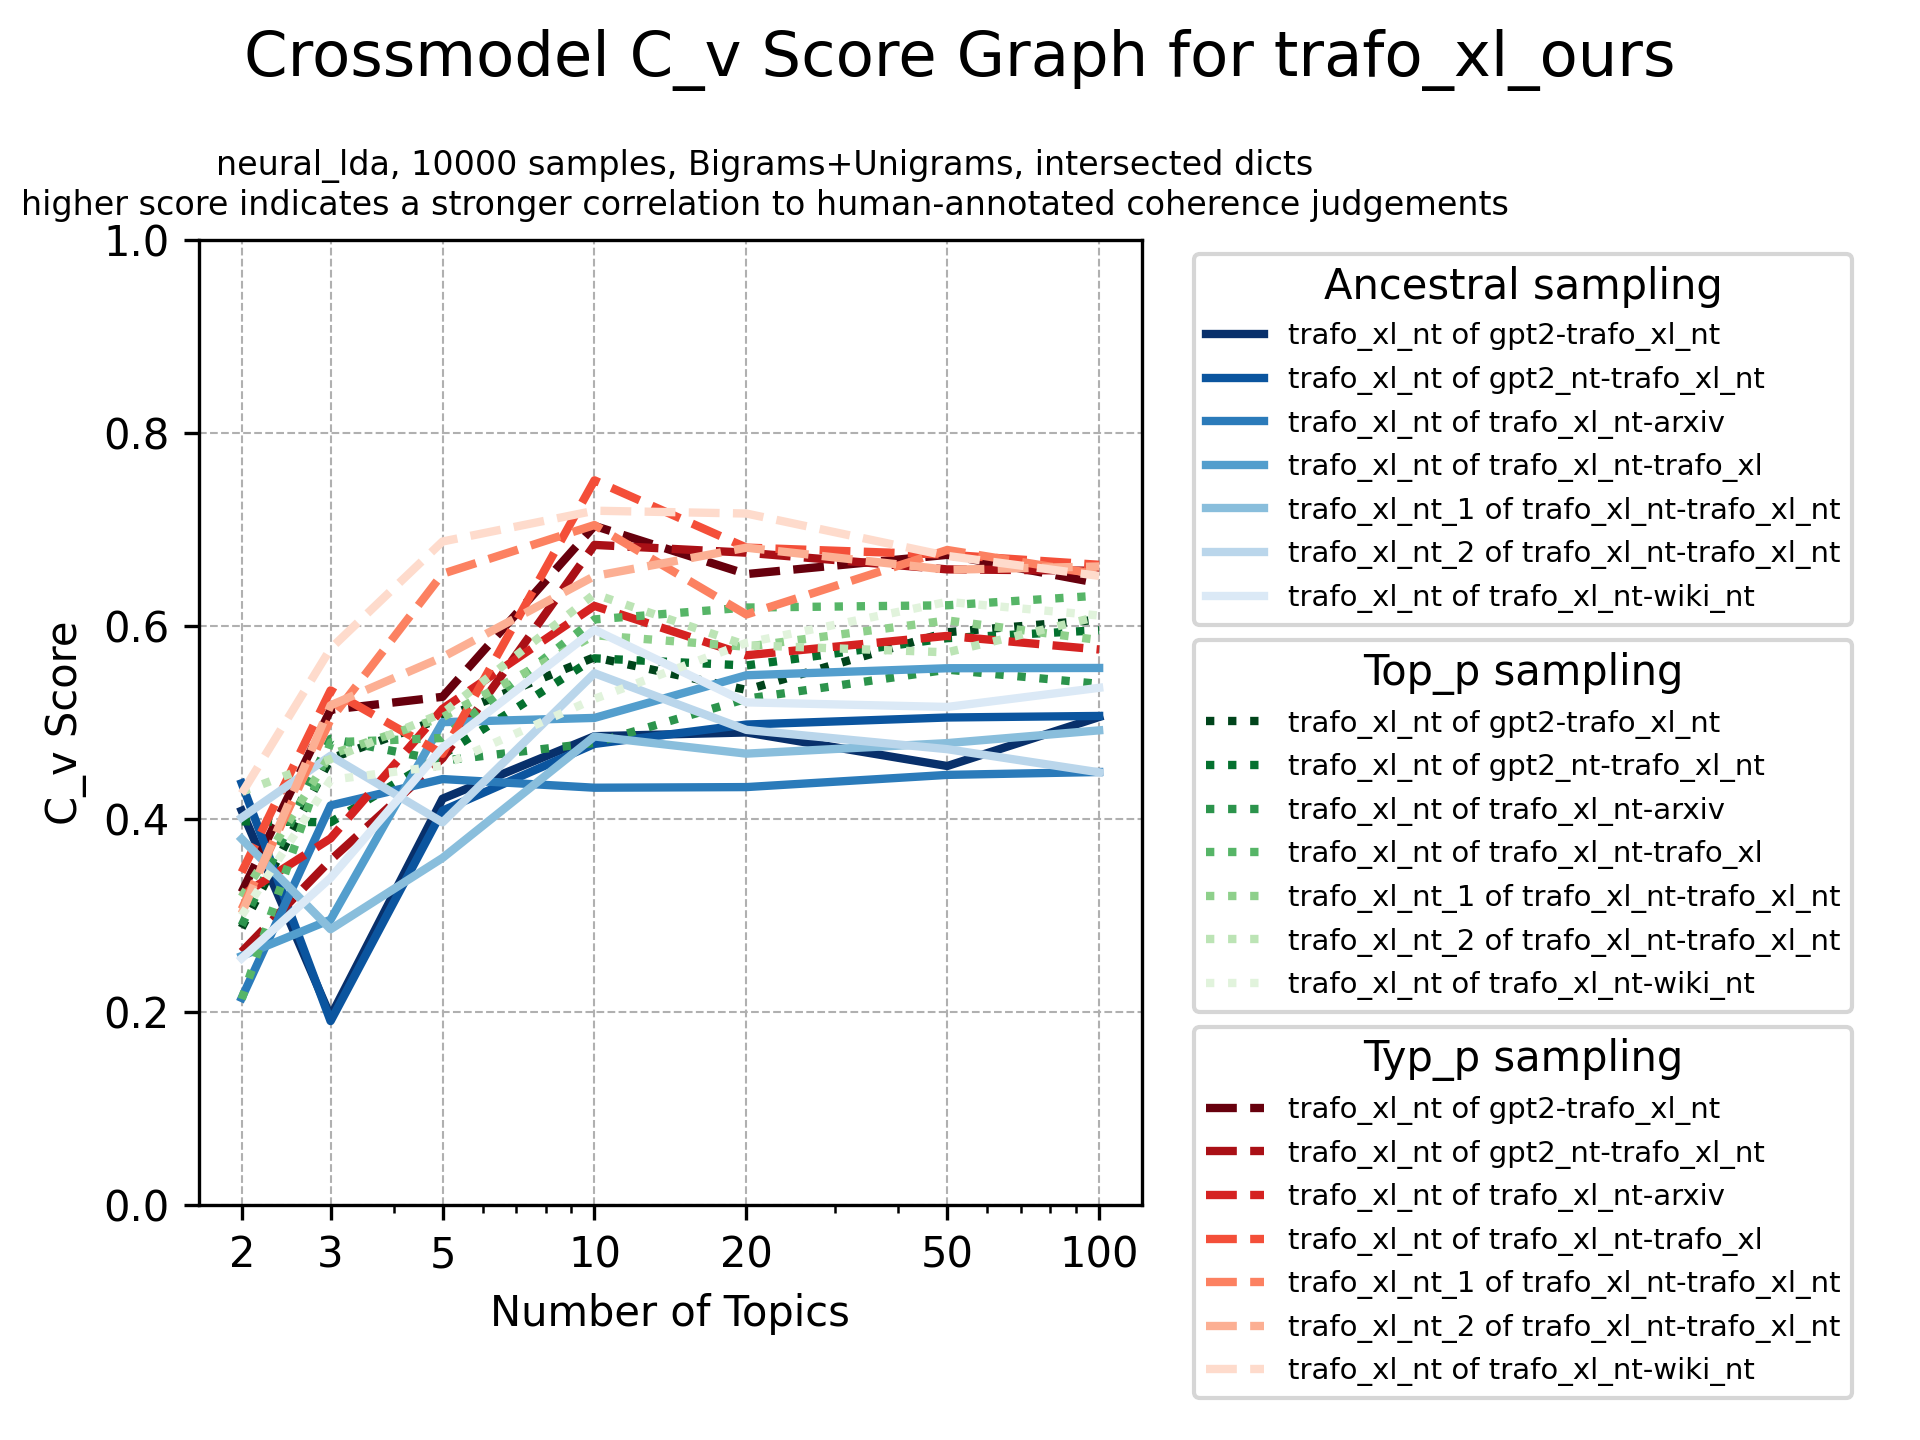 Crossmodel C_v Score Graph for trafo_xl_ours
neural_lda, 10000 samples, Bigrams+Unigrams, intersected dicts
higher score indicates a stronger correlation to human-annotated coherence judgements
1.0
0.8
0.6
0.4
0.2
0.0
C_v Score
2 3 5 10 20 50 100
Number of Topics
Ancestral sampling
trafo_xl_nt of gpt2-trafo_xl_nt
trafo_xl_nt of gpt2_nt-trafo_xl_nt
trafo_xl_nt of trafo_xl_nt-arxiv
trafo_xl_nt of trafo_xl_nt-trafo_xl
trafo_xl_nt_1 of trafo_xl_nt-trafo_xl_nt
trafo_xl_nt_2 of trafo_xl_nt-trafo_xl_nt
trafo_xl_nt of trafo_xl_nt-wiki_nt
Top_p sampling
trafo_xl_nt of gpt2-trafo_xl_nt
trafo_xl_nt of gpt2_nt-trafo_xl_nt
trafo_xl_nt of trafo_xl_nt-arxiv
trafo_xl_nt of trafo_xl_nt-trafo_xl
trafo_xl_nt_1 of trafo_xl_nt-trafo_xl_nt
trafo_xl_nt_2 of trafo_xl_nt-trafo_xl_nt
trafo_xl_nt of trafo_xl_nt-wiki_nt
Typ_p sampling
trafo_xl_nt of gpt2-trafo_xl_nt
trafo_xl_nt of gpt2_nt-trafo_xl_nt
trafo_xl_nt of trafo_xl_nt-arxiv
trafo_xl_nt of trafo_xl_nt-trafo_xl
trafo_xl_nt_1 of trafo_xl_nt-trafo_xl_nt
trafo_xl_nt_2 of trafo_xl_nt-trafo_xl_nt
trafo_xl_nt of trafo_xl_nt-wiki_nt